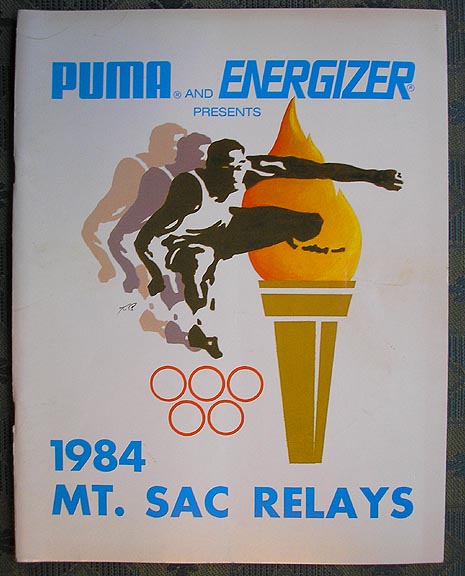 PUMA® AND ENERGIZER®
PRESENTS
1984
MT. SAC RELAYS